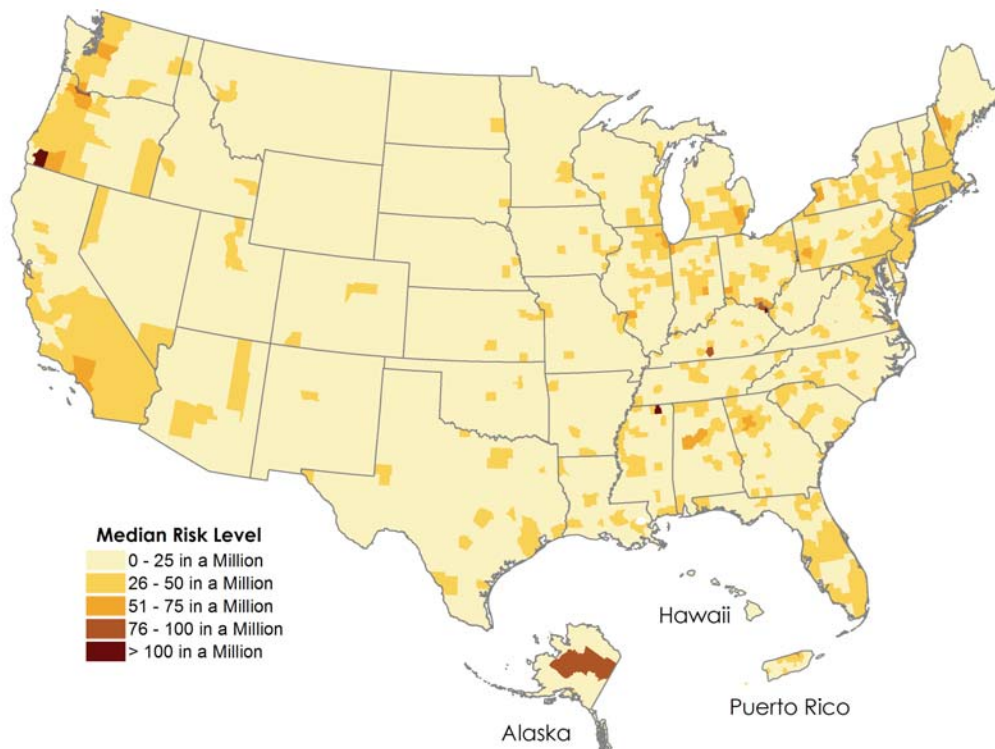 Median Risk Level
0 - 25 in a Million
26 - 50 in a Million
51 - 75 in a Million
76 - 100 in a Million
> 100 in a Million
Hawaii
Alaska
Puerto Rico